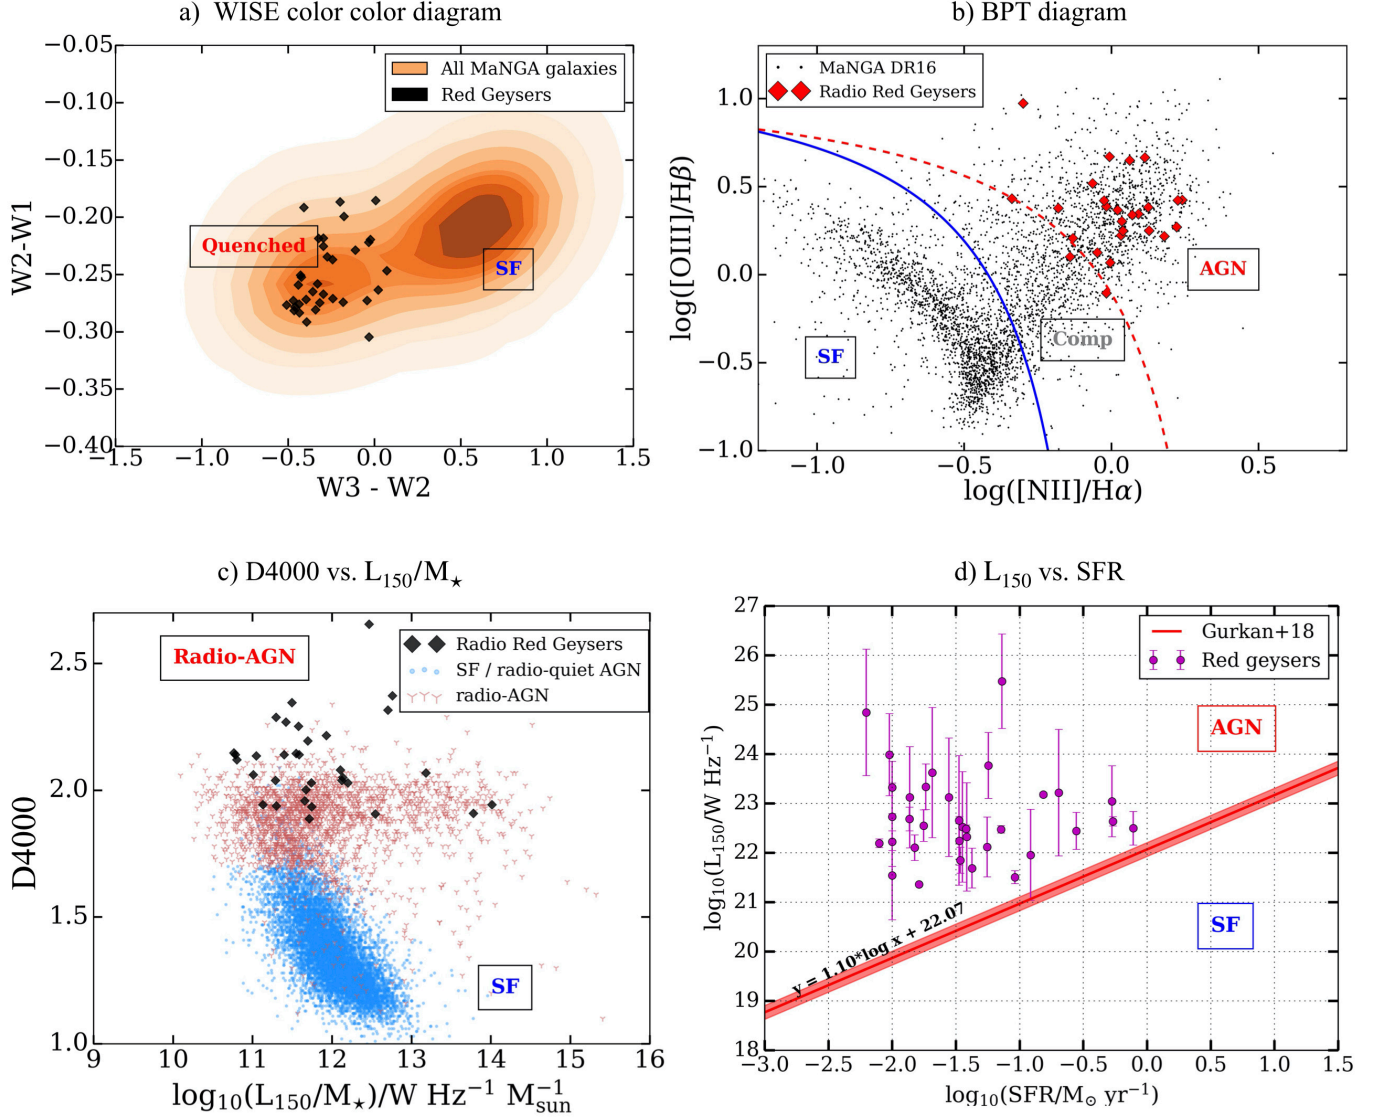 a) WISE color color diagram
−0.05
−0.10
−0.15
−0.20
−0.25
−0.30
−0.35
−0.40
W2-W1
All MaNGA galaxies
Red Geysers
Quenched
SF
−1.5 −1.0 −0.5 0.0 0.5 1.0 1.5
W3 - W2
b) BPT diagram
1.0
0.5
0.0
−0.5
−1.0
log([OIII]/Hβ)
MaNGA DR16
Radio Red Geysers
AGN
Comp
SF
−1.0 −0.5 0.0 0.5
log([NII]/Hα)
c) D4000 vs. L₁₅₀/M⋆
2.5
2.0
1.5
1.0
D4000
Radio-AGN
Radio Red Geysers
SF / radio-quiet AGN
radio-AGN
SF
9 10 11 12 13 14 15 16
log₁₀(L₁₅₀/M⋆)/W Hz⁻¹ M⁻¹sun
d) L₁₅₀ vs. SFR
27
26
25
24
23
22
21
20
19
18
log₁₀(L₁₅₀/W Hz⁻¹)
Gurkan+18
Red geysers
AGN
SF
y = 1.10*log x + 22.07
−3.0 −2.5 −2.0 −1.5 −1.0 −0.5 0.0 0.5 1.0 1.5
log₁₀(SFR/M⊙ yr⁻¹)